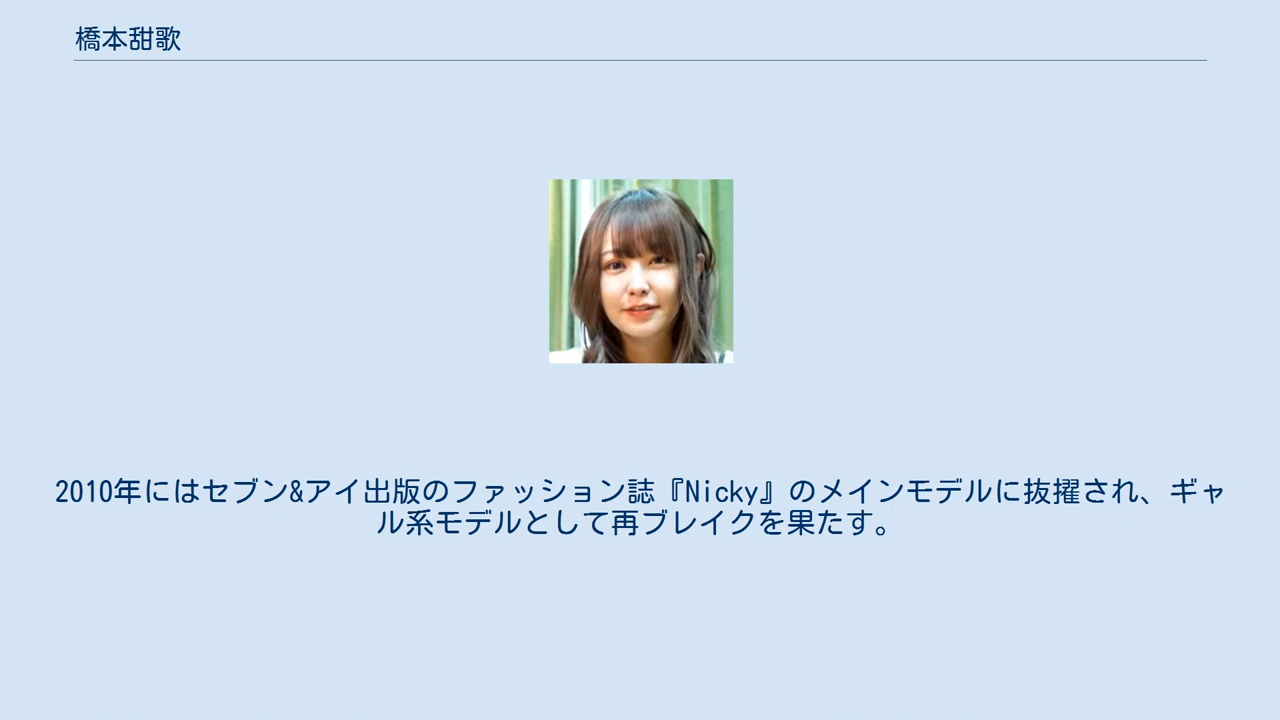 橋本甜歌
2010年にはセブン&アイ出版のファッション誌『Nicky』のメインモデルに抜擢され、ギャ
ル系モデルとして再ブレイクを果たす。